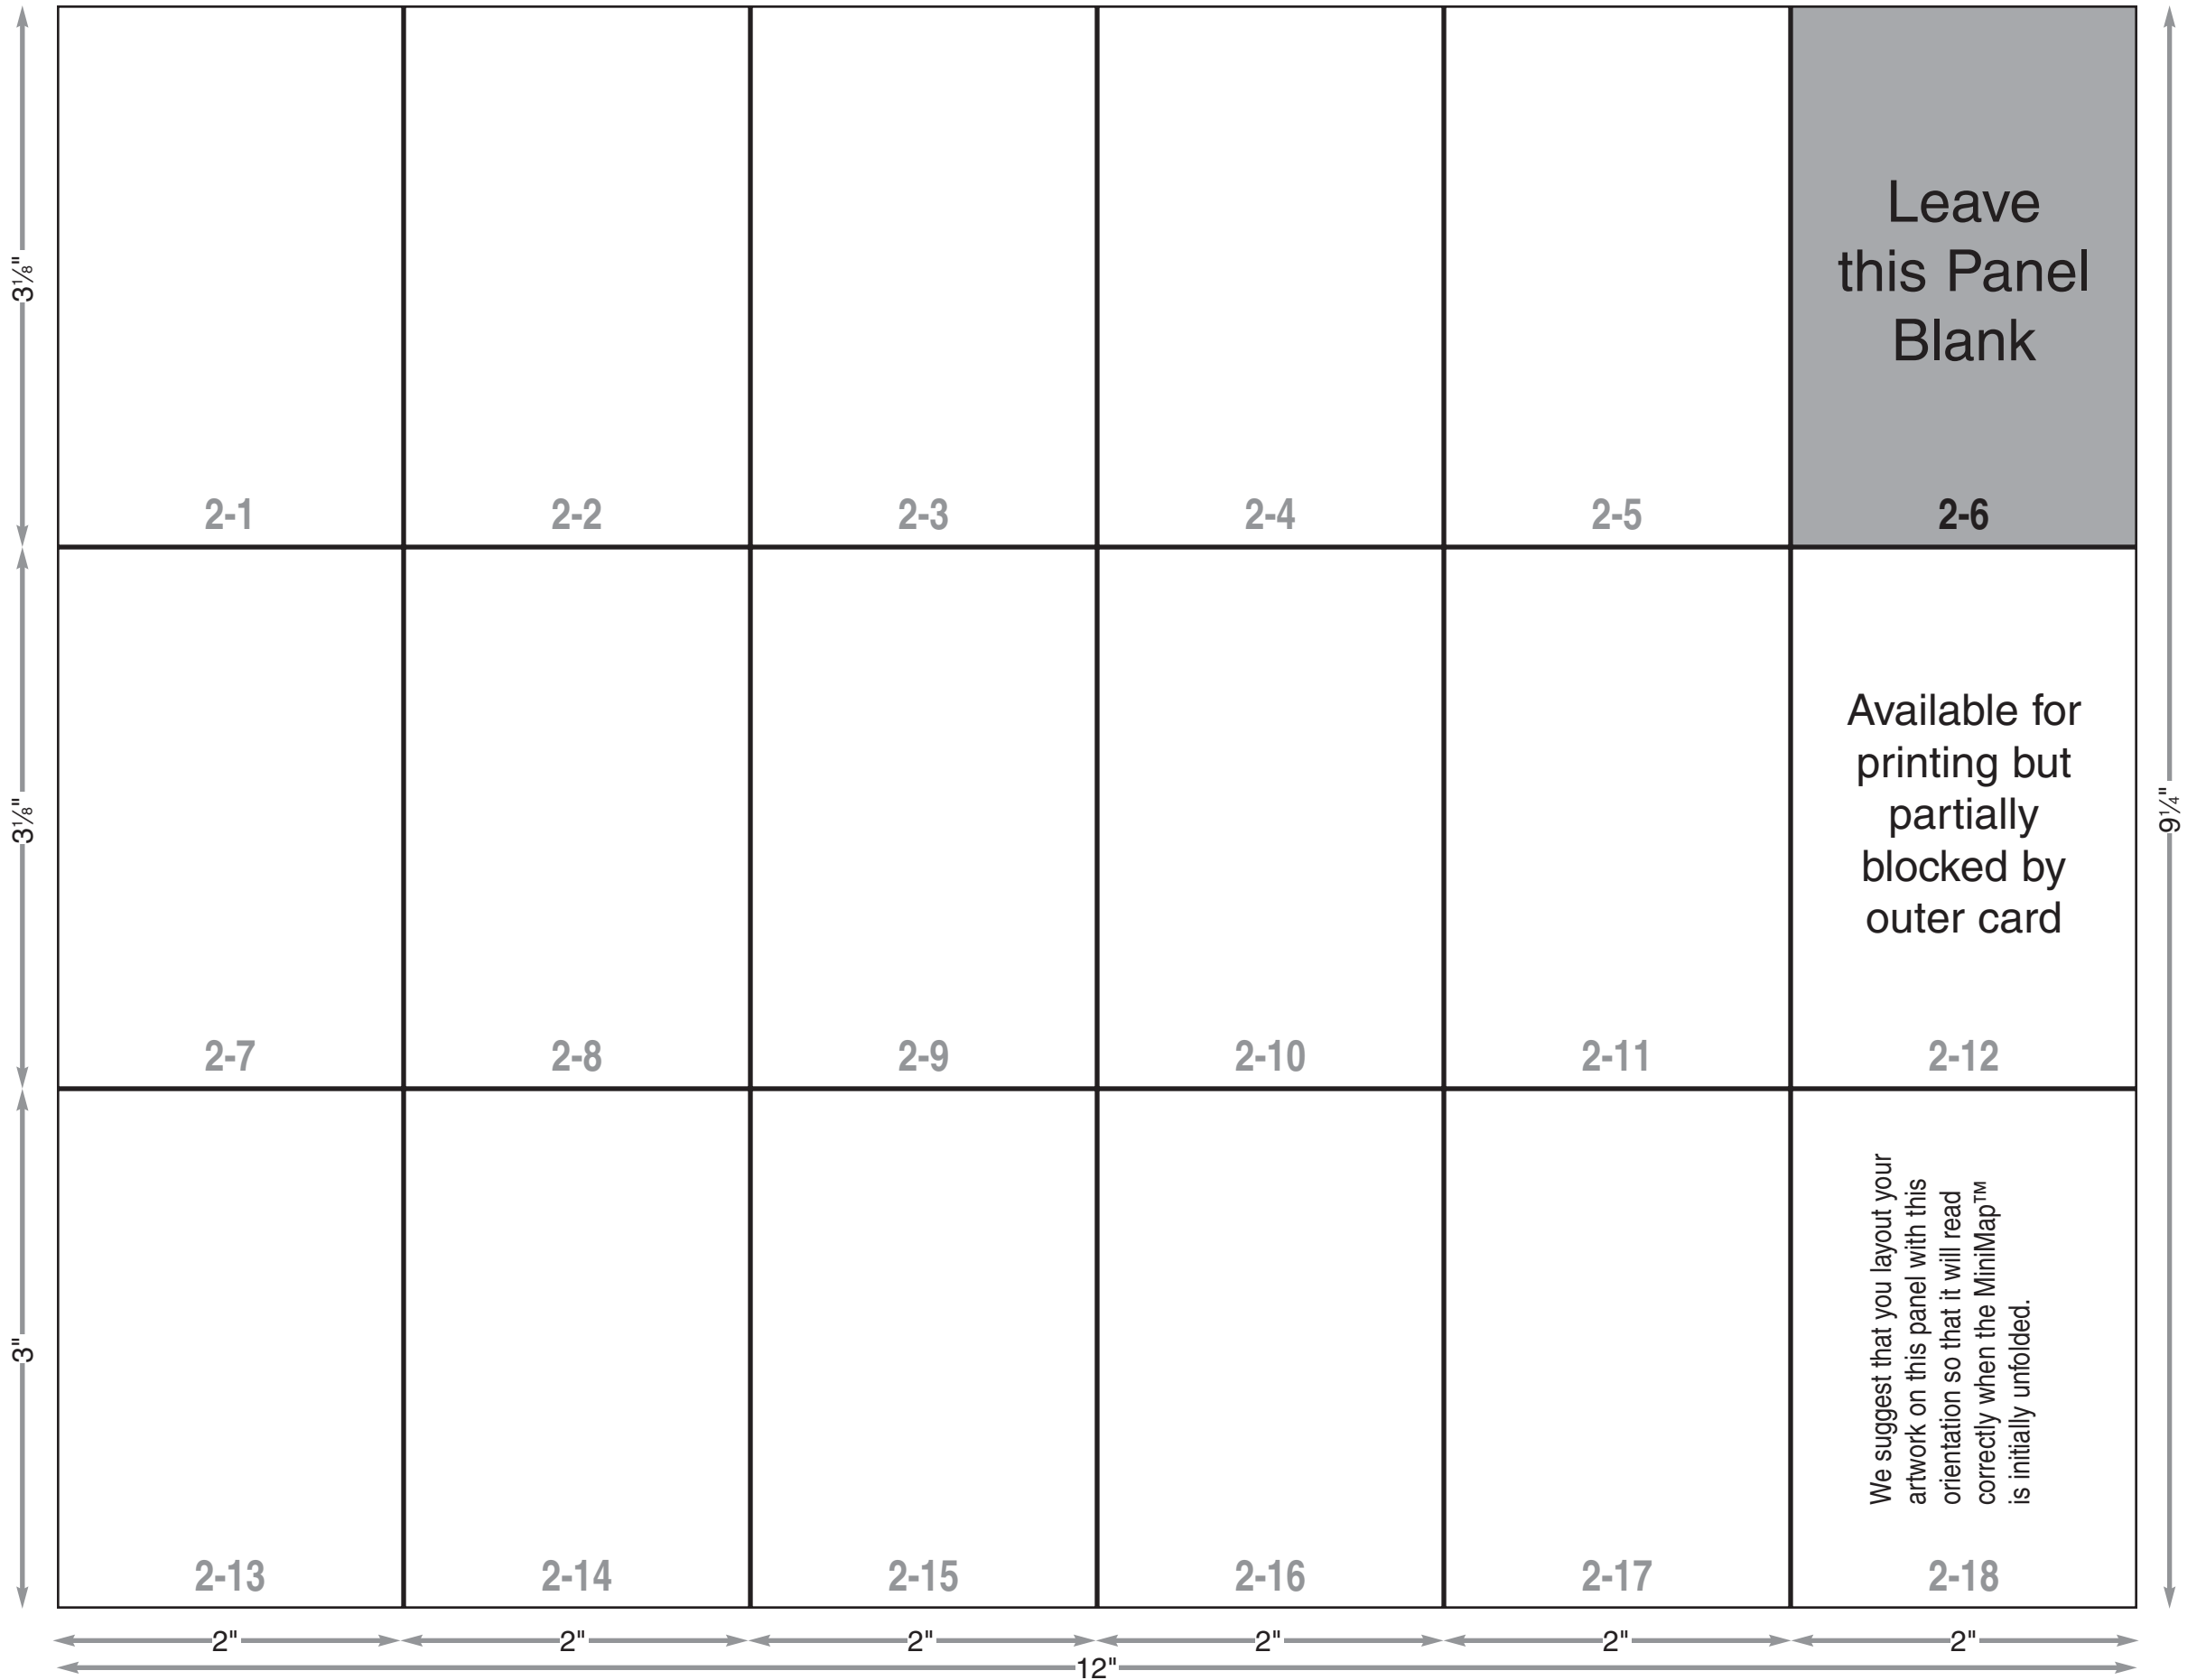 Leave
this Panel
Blank
3⅛"
2-1
2-2
2-3
2-4
2-5
2-6
Available for
printing but
partially
blocked by
outer card
3⅛"
9¼"
2-7
2-8
2-9
2-10
2-11
2-12
We suggest that you layout your
artwork on this panel with this
orientation so that it will read
correctly when the MiniMap™
is initially unfolded.
3"
2-13
2-14
2-15
2-16
2-17
2-18
2"
2"
2"
2"
2"
2"
12"